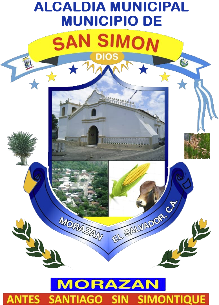 ALCALDIA MUNICIPAL
MUNICIPIO DE
SAN SIMON
DIOS
MORAZAN EL SALVADOR, C.A.
MORAZAN
ANTES SANTIAGO SIN SIMONTIQUE